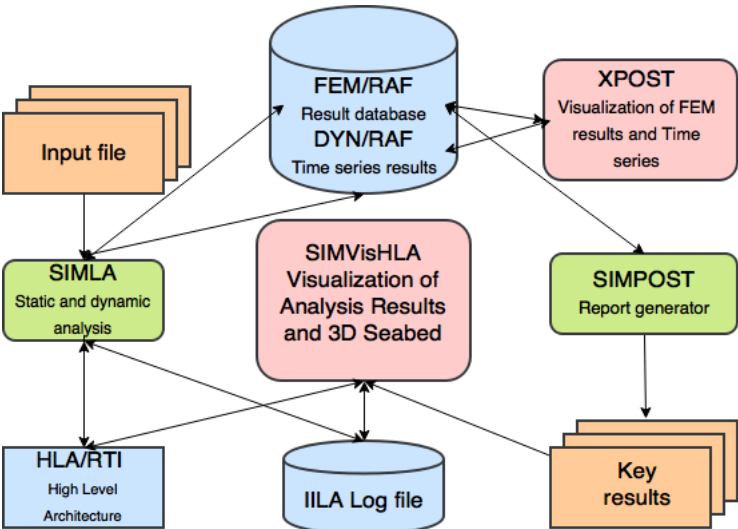 FEM/RAF
Result database
DYN/RAF
Time series results
XPOST
Visualization of FEM
results and Time
series
Input file
SIMLA
Static and dynamic
analysis
SIMVisHLA
Visualization of
Analysis Results
and 3D Seabed
SIMPOST
Report generator
HLA/RTI
High Level
Architecture
IILA Log file
Key
results